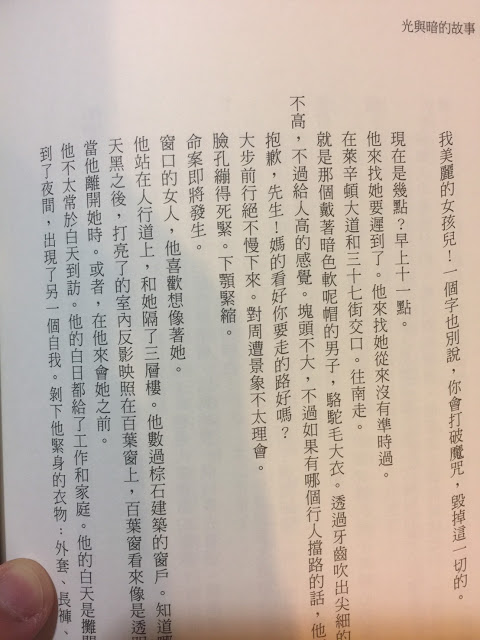 光與暗的故事
我美麗的女孩兒！一個字也別說，你會打破魔咒，毀掉這一切的。
現在是幾點？早上十一點。
他來找她要遲到了。他來找她從來沒有準時過。
在萊辛頓大道和三十七街交口。往南走。
就是那個戴著暗色軟呢帽的男子，駱駝毛大衣。透過牙齒吹出尖細的
不高，不過給人高的感覺。塊頭不大，不過如果有哪個行人擋路的話，他
抱歉，先生！媽的看好你要走的路好嗎？
大步前行絕不慢下來。對周遭景象不太理會。
臉孔繃得死緊。下顎緊縮。
命案即將發生。
窗口的女人，他喜歡想像著她。
他站在人行道上，和她隔了三層樓。他數過棕石建築的窗戶。知道
天黑之後，打亮了的室內反影映照在百葉窗上，百葉窗看來像是透
當他離開她時。或者，在他來會她之前。
他不太常於白天到訪。他的白日都給了工作和家庭。他的白天是攤
到了夜間，出現了另一個自我。剝下他緊身的衣物：外套、長褲、